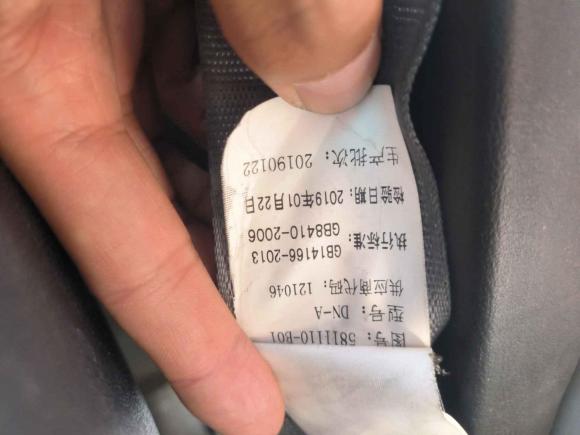 图号：5811110-B01
型号：DN-A
供应商代码：121046
执行标准：GB14166-2013
GB8410-2006
检验日期：2019年01月22日
生产批次：20190122